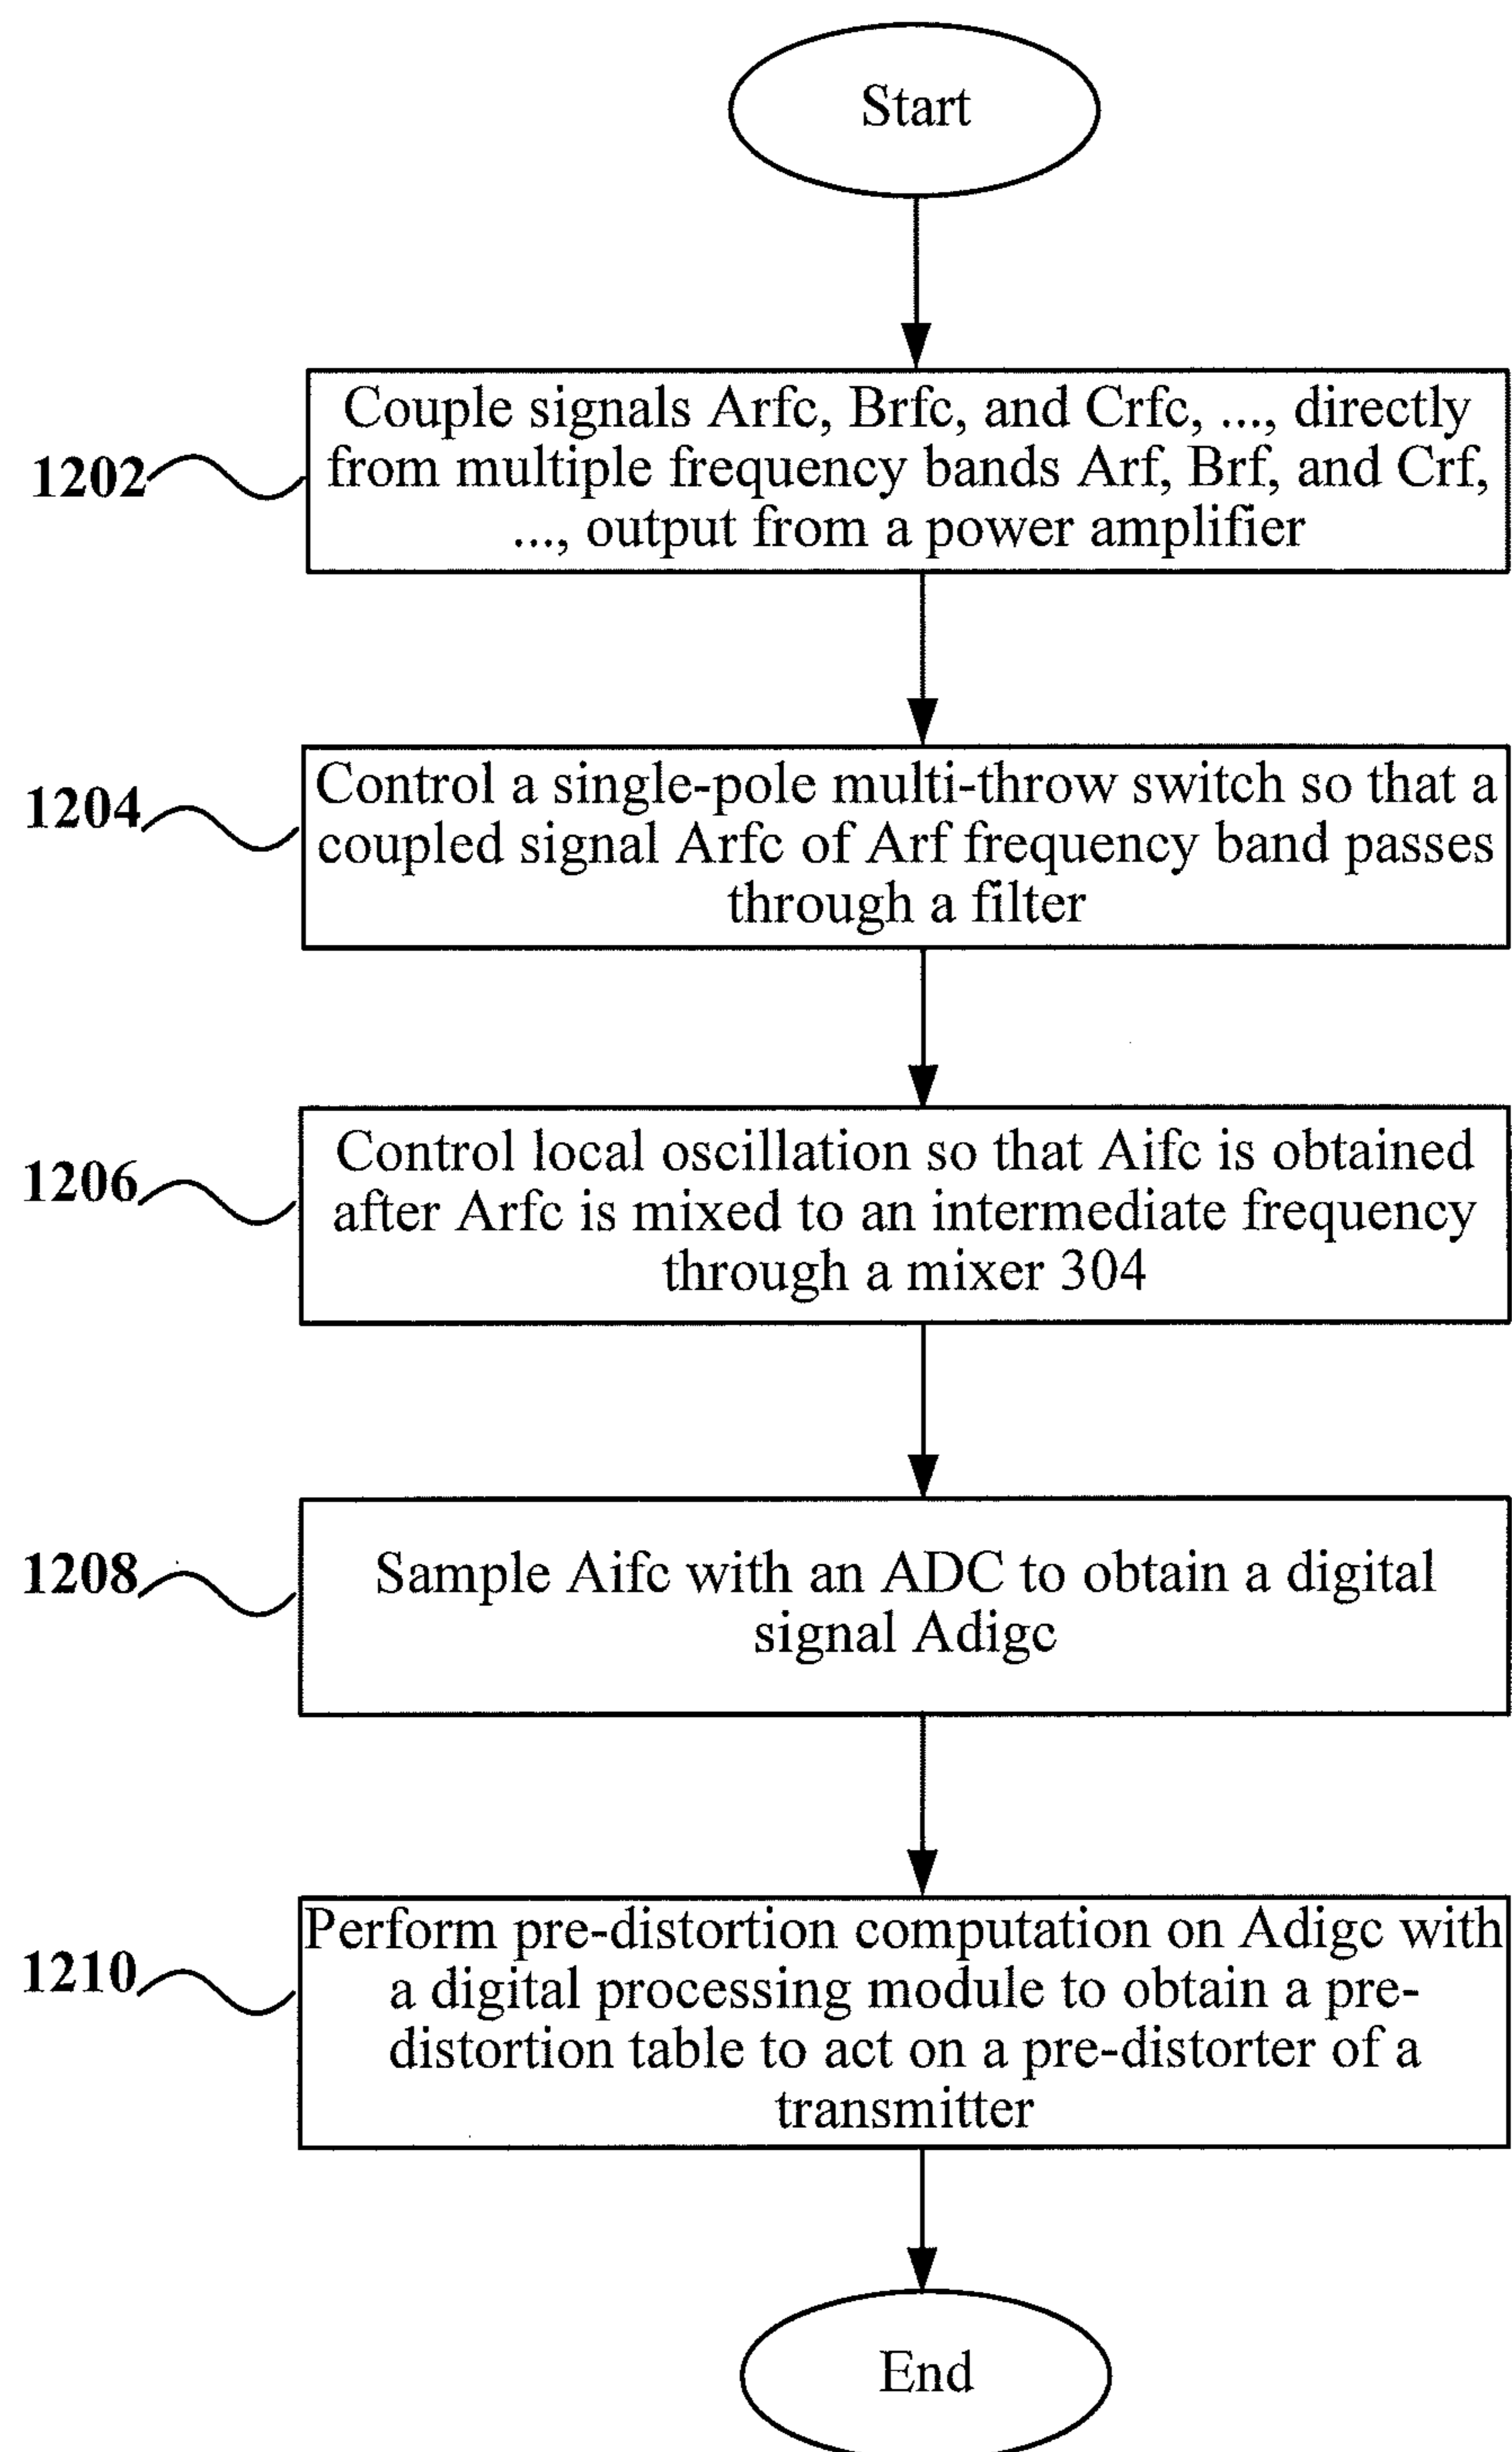 Start
Couple signals Arfc, Brfc, and Crfc, ..., directly
from multiple frequency bands Arf, Brf, and Crf,
..., output from a power amplifier
1202
Control a single-pole multi-throw switch so that a
coupled signal Arfc of Arf frequency band passes
through a filter
1204
Control local oscillation so that Aifc is obtained
after Arfc is mixed to an intermediate frequency
through a mixer 304
1206
Sample Aifc with an ADC to obtain a digital
signal Adigc
1208
Perform pre-distortion computation on Adigc with
a digital processing module to obtain a pre-
distortion table to act on a pre-distorter of a
transmitter
1210
End